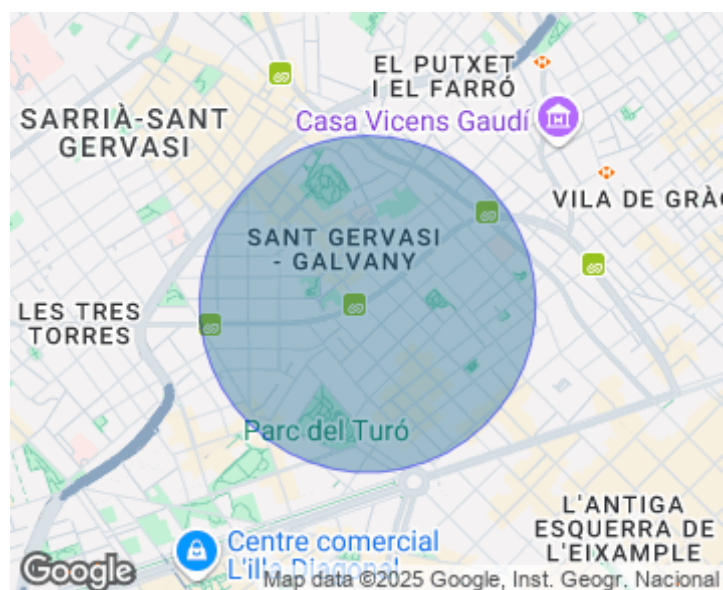 EL PUTXET
I EL FARRÓ
SARRIÀ-SANT
GERVASI
Casa Vicens Gaudí
VILA DE GRÀC
SANT GERVASI
- GALVANY
LES TRES
TORRES
Parc del Turó
L'ANTIGA
ESQUERRA DE
L'EIXAMPLE
Centre comercial
L'illa Diagonal
Google
Map data ©2025 Google, Inst. Geogr. Nacional